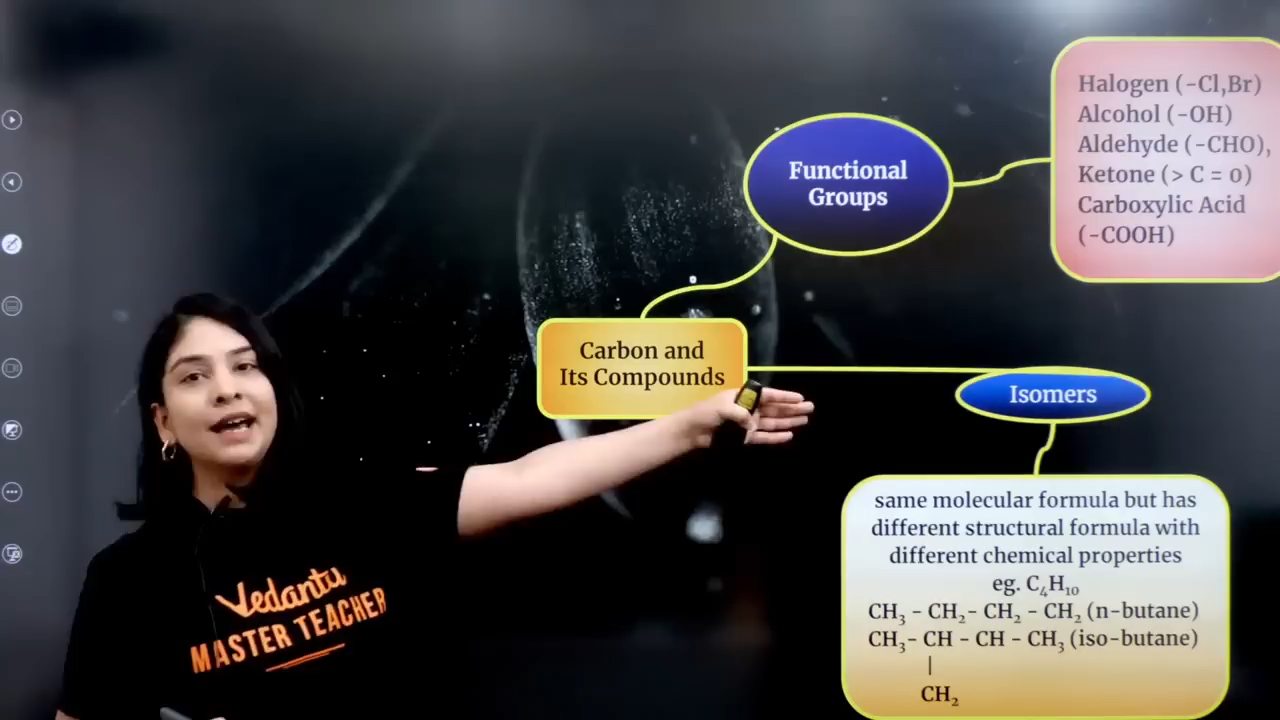 Halogen (-Cl,Br)
Alcohol (-OH)
Aldehyde (-CHO),
Ketone (> C = 0)
Carboxylic Acid
(-COOH)
Functional
Groups
Carbon and
Its Compounds
Isomers
same molecular formula but has
different structural formula with
different chemical properties
eg. C₄H₁₀
CH₃ - CH₂- CH₂ - CH₂ (n-butane)
CH₃- CH - CH - CH₃ (iso-butane)
|
CH₂
Vedantu
MASTER TEACHER